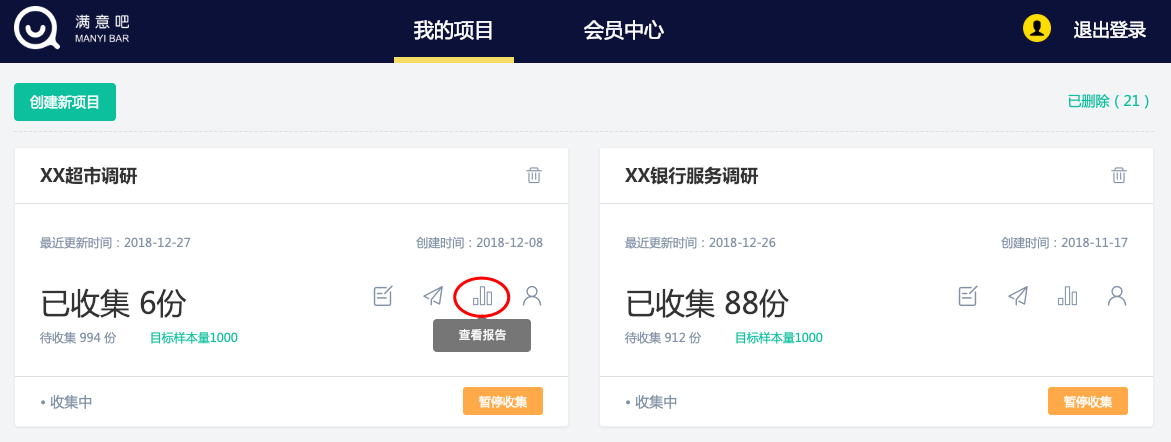 满意吧
MANYI BAR
我的项目
会员中心
退出登录
创建新项目
已删除（21）
XX超市调研
最近更新时间：2018-12-27
创建时间：2018-12-08
已收集 6份
待收集 994 份
目标样本量1000
查看报告
• 收集中
暂停收集
XX银行服务调研
最近更新时间：2018-12-26
创建时间：2018-11-17
已收集 88份
待收集 912 份
目标样本量1000
• 收集中
暂停收集